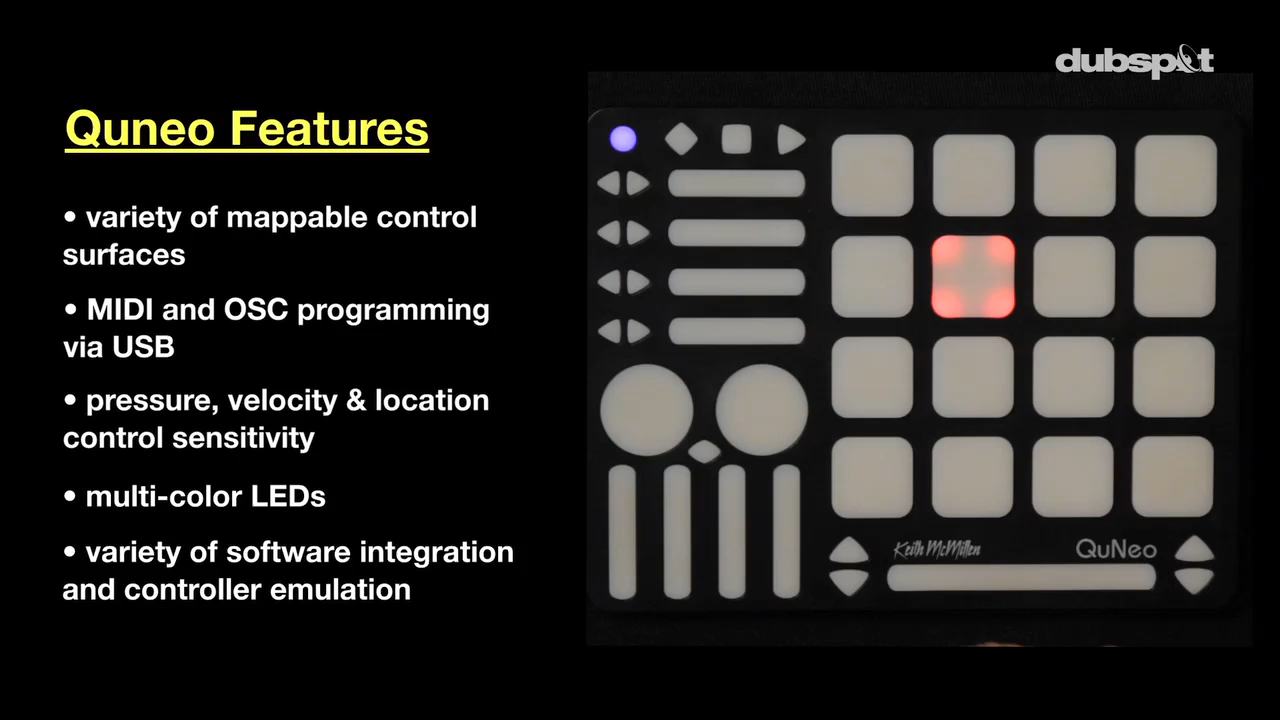 dubspot
Quneo Features
• variety of mappable control
surfaces
• MIDI and OSC programming
via USB
• pressure, velocity & location
control sensitivity
• multi-color LEDs
• variety of software integration
and controller emulation
Keith McMillen
QuNeo